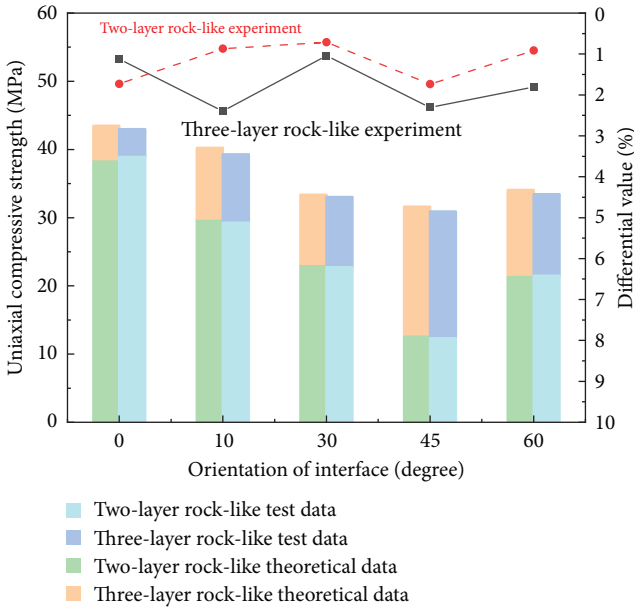 Two-layer rock-like experiment
Three-layer rock-like experiment
Uniaxial compressive strength (MPa)
60
50
40
30
20
10
0
Differential value (%)
0
1
2
3
4
5
6
7
8
9
10
0 10 30 45 60
Orientation of interface (degree)
Two-layer rock-like test data
Three-layer rock-like test data
Two-layer rock-like theoretical data
Three-layer rock-like theoretical data